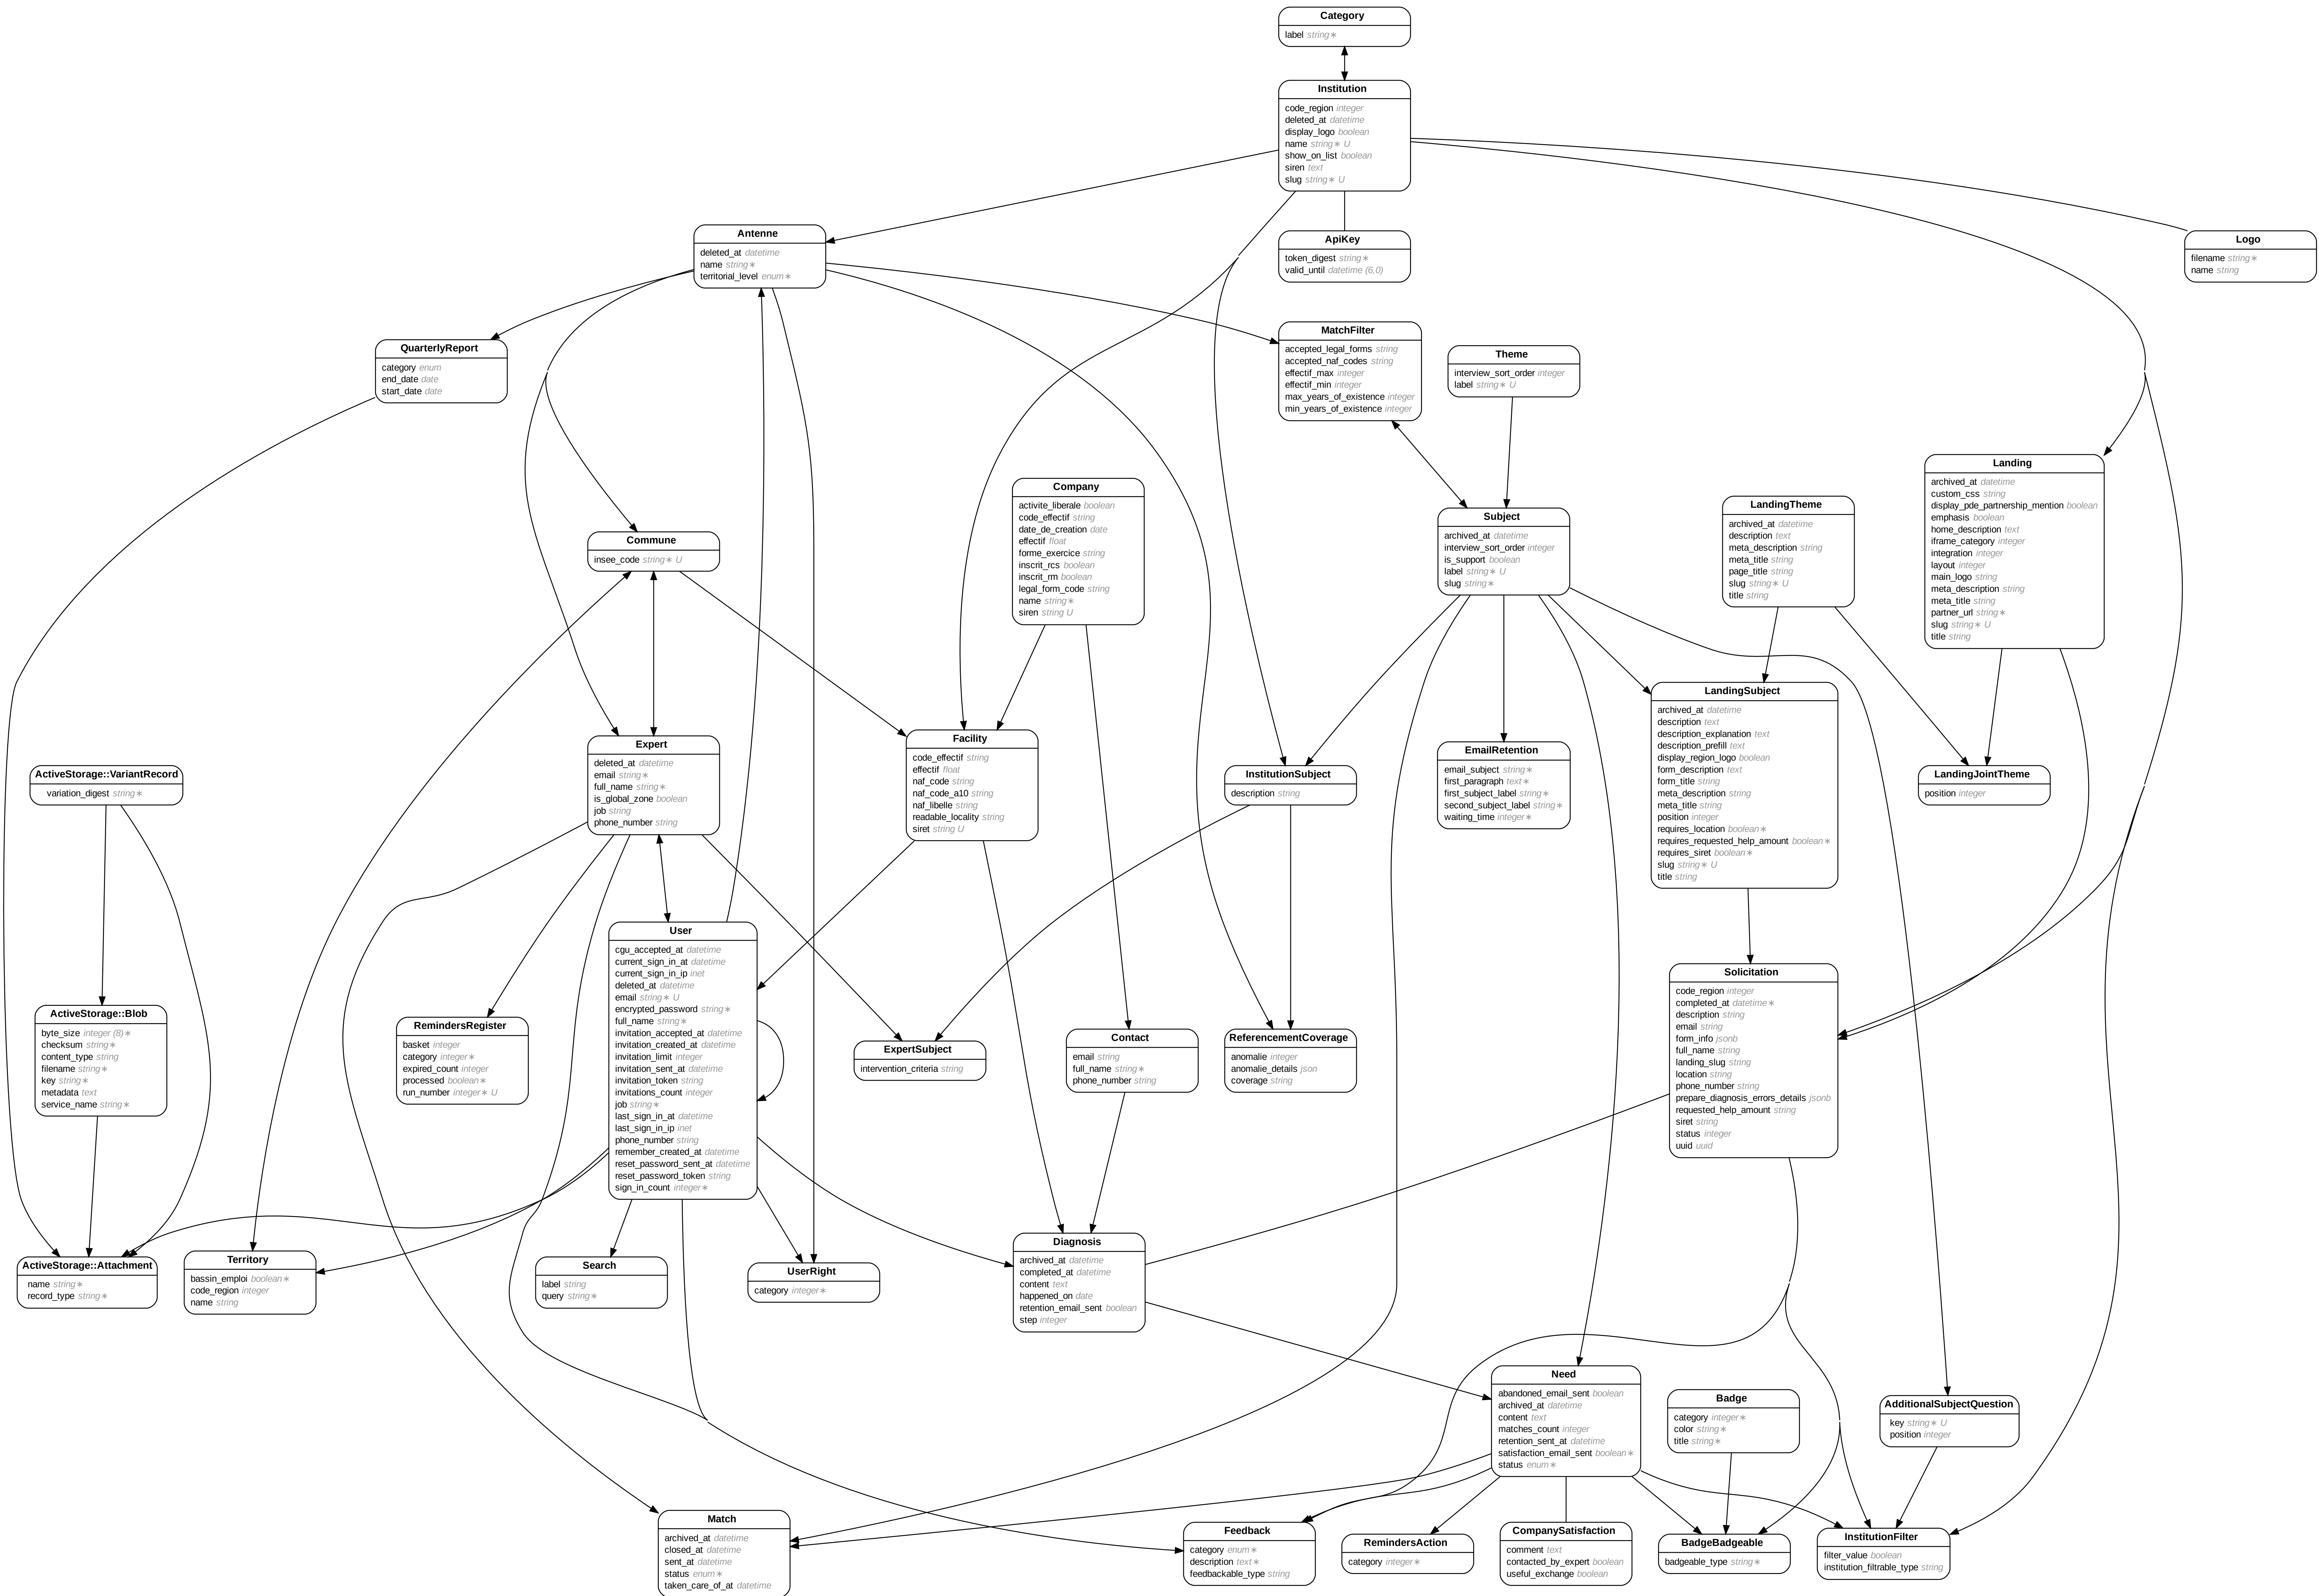 Category
label string∗
Institution
code_region integer
deleted_at datetime
display_logo boolean
name string∗ U
show_on_list boolean
siren text
slug string∗ U
Antenne
deleted_at datetime
name string∗
territorial_level enum∗
ApiKey
token_digest string∗
valid_until datetime (6,0)
Logo
filename string∗
name string
QuarterlyReport
category enum
end_date date
start_date date
MatchFilter
accepted_legal_forms string
accepted_naf_codes string
effectif_max integer
effectif_min integer
max_years_of_existence integer
min_years_of_existence integer
Theme
interview_sort_order integer
label string∗ U
Landing
archived_at datetime
custom_css string
display_pde_partnership_mention boolean
emphasis boolean
home_description text
iframe_category integer
integration integer
layout integer
main_logo string
meta_description string
meta_title string
partner_url string∗
slug string∗ U
title string
Company
activite_liberale boolean
code_effectif string
date_de_creation date
effectif float
forme_exercice string
inscrit_rcs boolean
inscrit_rm boolean
legal_form_code string
name string∗
siren string U
LandingTheme
archived_at datetime
description text
meta_description string
meta_title string
page_title string
slug string∗ U
title string
Subject
archived_at datetime
interview_sort_order integer
is_support boolean
label string∗ U
slug string∗
Commune
insee_code string∗ U
LandingSubject
archived_at datetime
description text
description_explanation text
description_prefill text
display_region_logo boolean
form_description text
form_title string
meta_description string
meta_title string
position integer
requires_location boolean∗
requires_requested_help_amount boolean∗
requires_siret boolean∗
slug string∗ U
title string
Expert
deleted_at datetime
email string∗
full_name string∗
is_global_zone boolean
job string
phone_number string
Facility
code_effectif string
effectif float
naf_code string
naf_code_a10 string
naf_libelle string
readable_locality string
siret string U
EmailRetention
email_subject string∗
first_paragraph text∗
first_subject_label string∗
second_subject_label string∗
waiting_time integer∗
ActiveStorage::VariantRecord
variation_digest string∗
InstitutionSubject
description string
LandingJointTheme
position integer
User
cgu_accepted_at datetime
current_sign_in_at datetime
current_sign_in_ip inet
deleted_at datetime
email string∗ U
encrypted_password string∗
full_name string∗
invitation_accepted_at datetime
invitation_created_at datetime
invitation_limit integer
invitation_sent_at datetime
invitation_token string
invitations_count integer
job string∗
last_sign_in_at datetime
last_sign_in_ip inet
phone_number string
remember_created_at datetime
reset_password_sent_at datetime
reset_password_token string
sign_in_count integer∗
Solicitation
code_region integer
completed_at datetime∗
description string
email string
form_info jsonb
full_name string
landing_slug string
location string
phone_number string
prepare_diagnosis_errors_details jsonb
requested_help_amount string
siret string
status integer
uuid uuid
ActiveStorage::Blob
byte_size integer (8)∗
checksum string∗
content_type string
filename string∗
key string∗
metadata text
service_name string∗
RemindersRegister
basket integer
category integer∗
expired_count integer
processed boolean∗
run_number integer∗ U
ExpertSubject
intervention_criteria string
Contact
email string
full_name string∗
phone_number string
ReferencementCoverage
anomalie integer
anomalie_details json
coverage string
ActiveStorage::Attachment
name string∗
record_type string∗
Territory
bassin_emploi boolean∗
code_region integer
name string
Search
label string
query string∗
UserRight
category integer∗
Diagnosis
archived_at datetime
completed_at datetime
content text
happened_on date
retention_email_sent boolean
step integer
Need
abandoned_email_sent boolean
archived_at datetime
content text
matches_count integer
retention_sent_at datetime
satisfaction_email_sent boolean∗
status enum∗
Badge
category integer∗
color string∗
title string∗
AdditionalSubjectQuestion
key string∗ U
position integer
Match
archived_at datetime
closed_at datetime
sent_at datetime
status enum∗
taken_care_of_at datetime
Feedback
category enum∗
description text∗
feedbackable_type string
RemindersAction
category integer∗
CompanySatisfaction
comment text
contacted_by_expert boolean
useful_exchange boolean
BadgeBadgeable
badgeable_type string∗
InstitutionFilter
filter_value boolean
institution_filtrable_type string